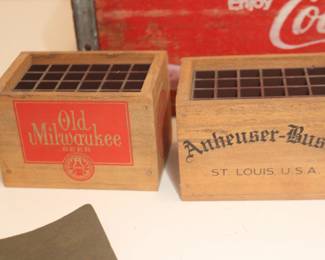 Enjoy
Co
Old
Milwaukee
BEER
Anheuser-Bus
ST. LOUIS, U.S.A.